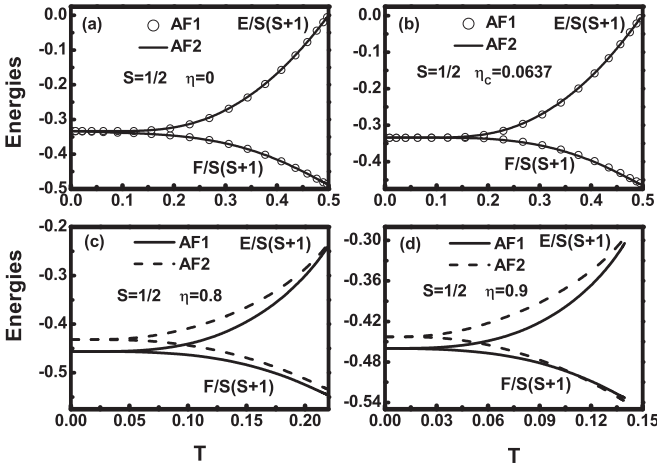 (a) AF1 E/S(S+1)
AF2
S=1/2 η=0
F/S(S+1)
Energies
0.0
-0.1
-0.2
-0.3
-0.4
-0.5
0.0 0.1 0.2 0.3 0.4 0.5
(b) AF1 E/S(S+1)
AF2
S=1/2 ηc=0.0637
F/S(S+1)
0.0
-0.1
-0.2
-0.3
-0.4
0.0 0.1 0.2 0.3 0.4 0.5
(c) AF1 E/S(S+1)
AF2
S=1/2 η=0.8
F/S(S+1)
Energies
-0.2
-0.3
-0.4
-0.5
0.00 0.05 0.10 0.15 0.20
T
(d) AF1 E/S(S+1)
AF2
S=1/2 η=0.9
F/S(S+1)
-0.30
-0.36
-0.42
-0.48
-0.54
0.00 0.03 0.06 0.09 0.12 0.15
T